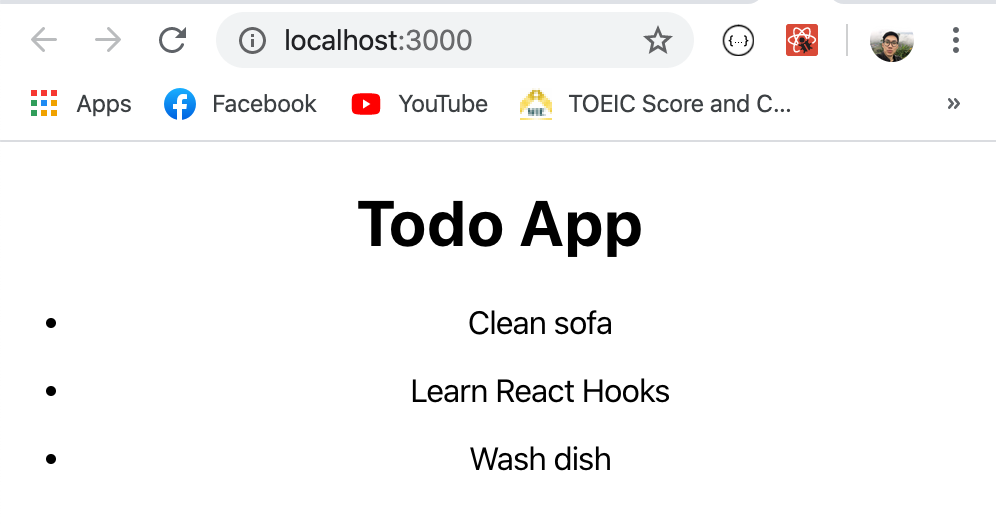 localhost:3000
{...}
Apps Facebook YouTube TOEIC Score and C...
Todo App
Clean sofa
Learn React Hooks
Wash dish